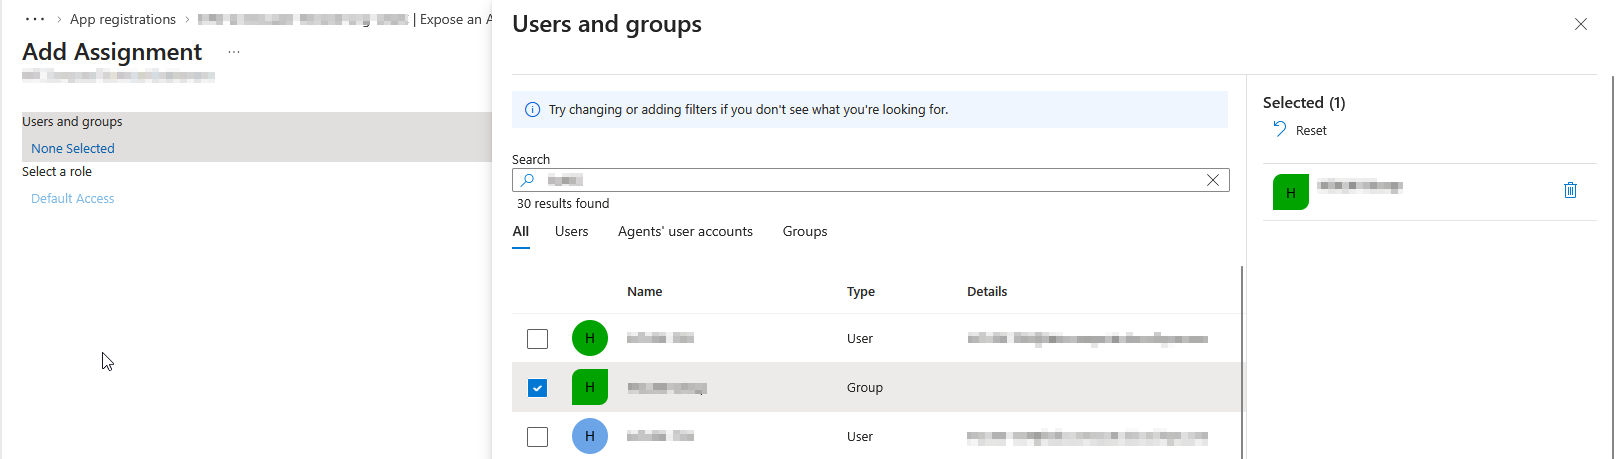 ··· > App registrations > | Expose an A
Add Assignment ···
Users and groups
None Selected
Select a role
Default Access
Users and groups
Try changing or adding filters if you don't see what you're looking for.
Search
30 results found
All Users Agents' user accounts Groups
Name Type Details
H User
H Group
H User
Selected (1)
Reset
H